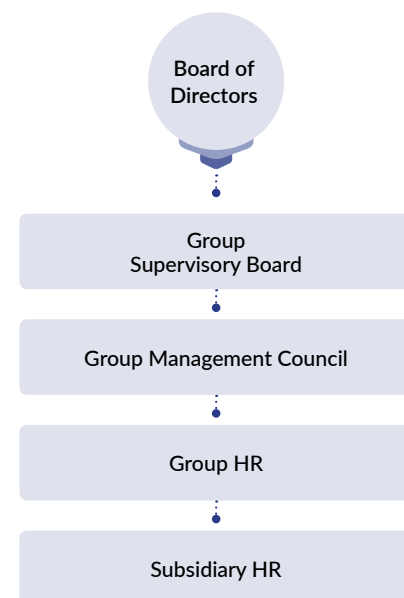 Board of
Directors
Group
Supervisory Board
Group Management Council
Group HR
Subsidiary HR